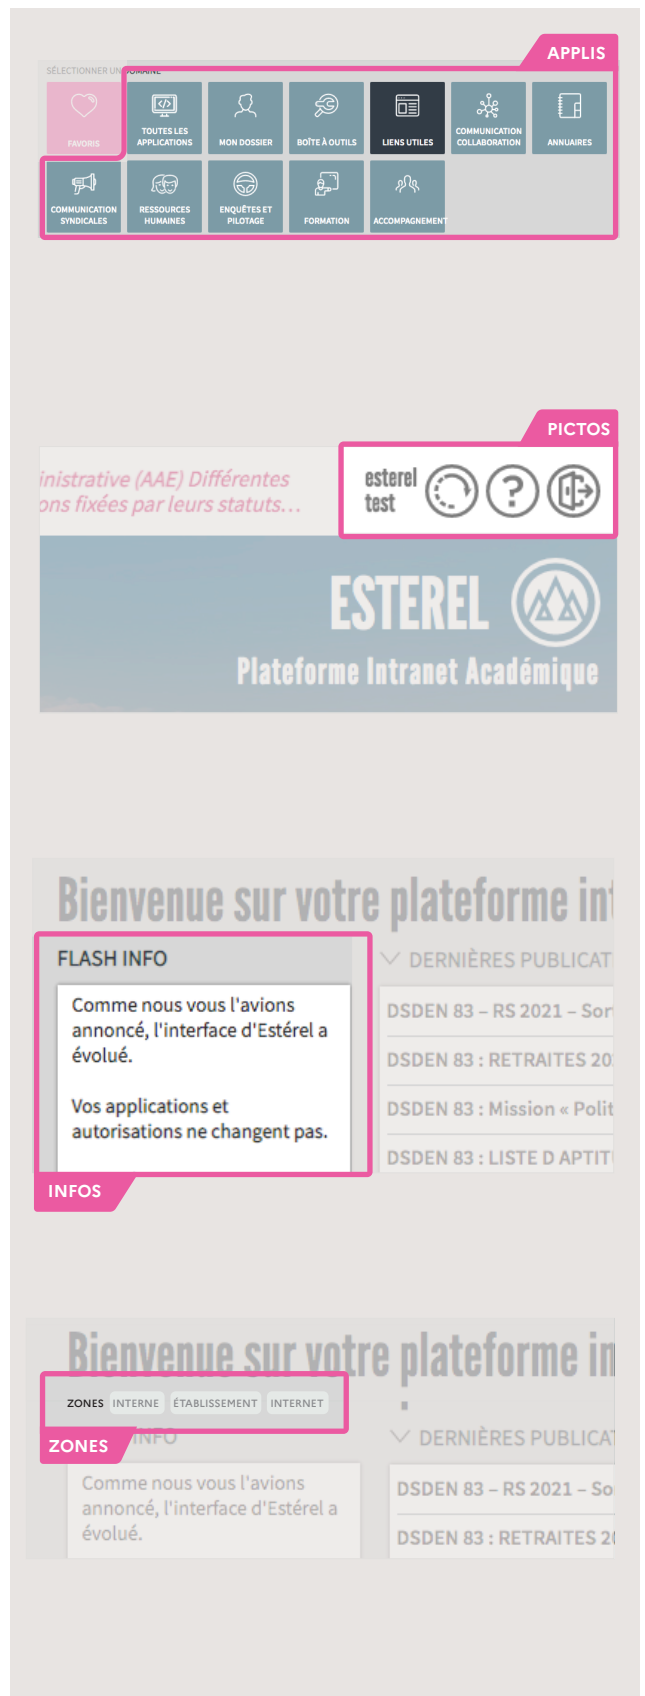 APPLIS
SÉLECTIONNER UN DOMAINE
FAVORIS
TOUTES LES
APPLICATIONS
MON DOSSIER
BOÎTE À OUTILS
LIENS UTILES
COMMUNICATION
COLLABORATION
ANNUAIRES
COMMUNICATION
SYNDICALES
RESSOURCES
HUMAINES
ENQUÊTES ET
PILOTAGE
FORMATION
ACCOMPAGNEMENT
PICTOS
inistrative (AAE) Différentes
ons fixées par leurs statuts…
esterel
test
?
ESTEREL
Plateforme Intranet Académique
Bienvenue sur votre plateforme int
FLASH INFO
Comme nous vous l'avions
annoncé, l'interface d'Estérel a
évolué.
Vos applications et
autorisations ne changent pas.
DERNIÈRES PUBLICAT
DSDEN 83 – RS 2021 – Sor
DSDEN 83 : RETRAITES 20
DSDEN 83 : Mission « Polit
DSDEN 83 : LISTE D APTIT
INFOS
Bienvenue sur votre plateforme in
ZONES INTERNE ÉTABLISSEMENT INTERNET
ZONES
INFO
DERNIÈRES PUBLICA
Comme nous vous l'avions
annoncé, l'interface d'Estérel a
évolué.
DSDEN 83 – RS 2021 – So
DSDEN 83 : RETRAITES 20